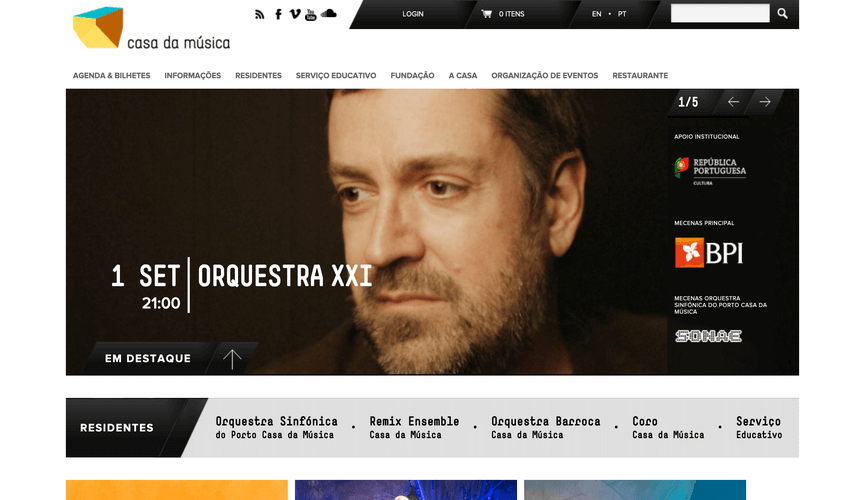 LOGIN
0 ITENS
EN • PT
casa da música
AGENDA & BILHETES
INFORMAÇÕES
RESIDENTES
SERVIÇO EDUCATIVO
FUNDAÇÃO
A CASA
ORGANIZAÇÃO DE EVENTOS
RESTAURANTE
1/5
APOIO INSTITUCIONAL
REPÚBLICA
PORTUGUESA
CULTURA
MECENAS PRINCIPAL
BPI
MECENAS ORQUESTRA
SINFÓNICA DO PORTO CASA DA
MÚSICA
SONAE
1 SET
21:00
ORQUESTRA XXI
EM DESTAQUE
RESIDENTES
Orquestra Sinfónica
do Porto Casa da Música
Remix Ensemble
Casa da Música
Orquestra Barroca
Casa da Música
Coro
Casa da Música
Serviço
Educativo